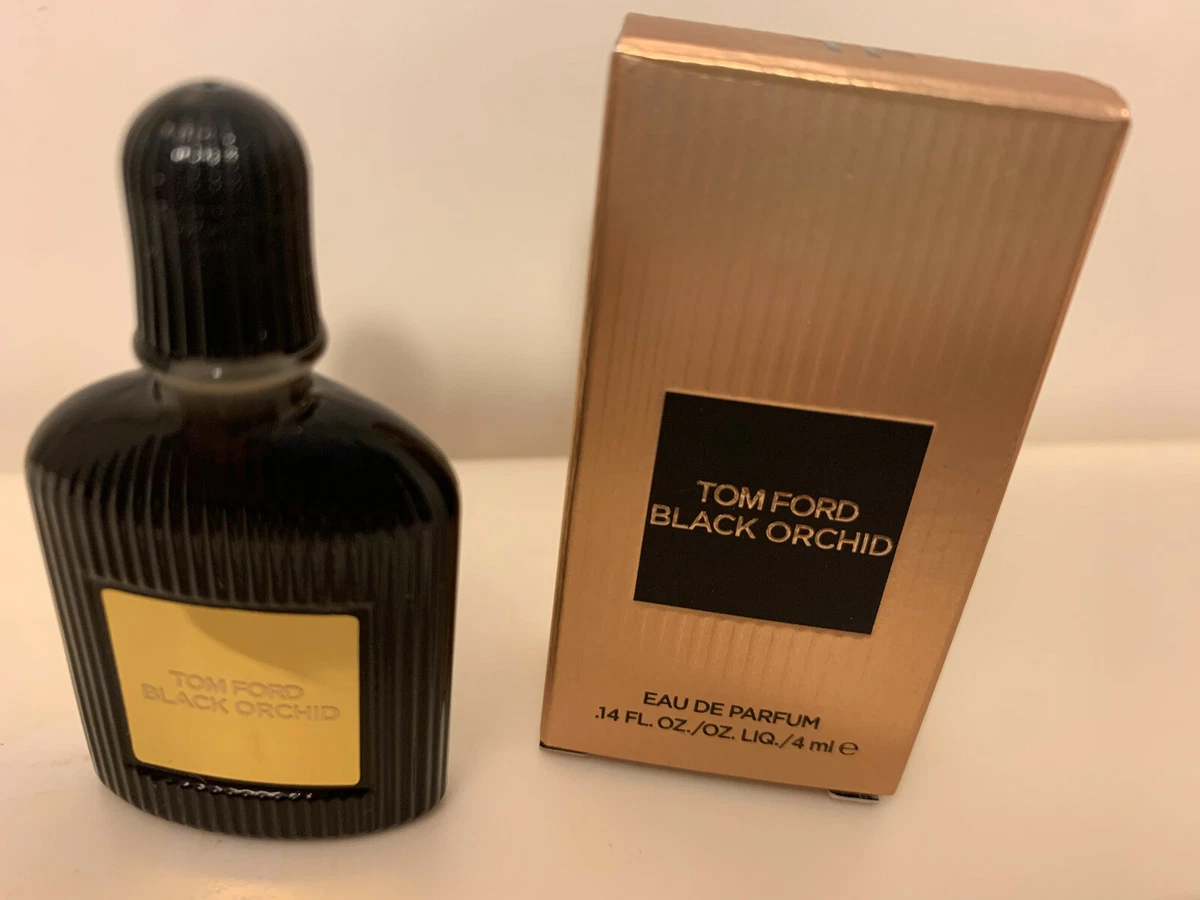 TOM FORD
BLACK ORCHID
TOM FORD
BLACK ORCHID
EAU DE PARFUM
.14 FL. OZ./OZ. LIQ./4 ml ℮